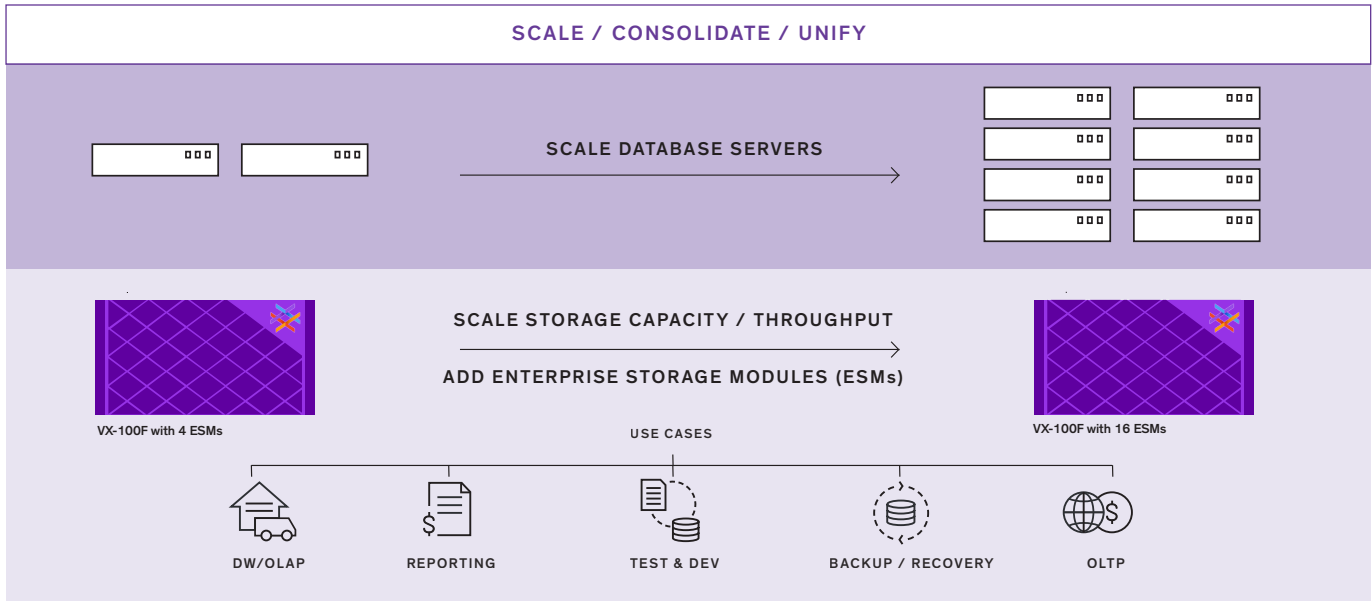 SCALE / CONSOLIDATE / UNIFY
SCALE DATABASE SERVERS
SCALE STORAGE CAPACITY / THROUGHPUT
ADD ENTERPRISE STORAGE MODULES (ESMs)
VX-100F with 4 ESMs
VX-100F with 16 ESMs
USE CASES
$
$
DW/OLAP
REPORTING
TEST & DEV
BACKUP / RECOVERY
OLTP